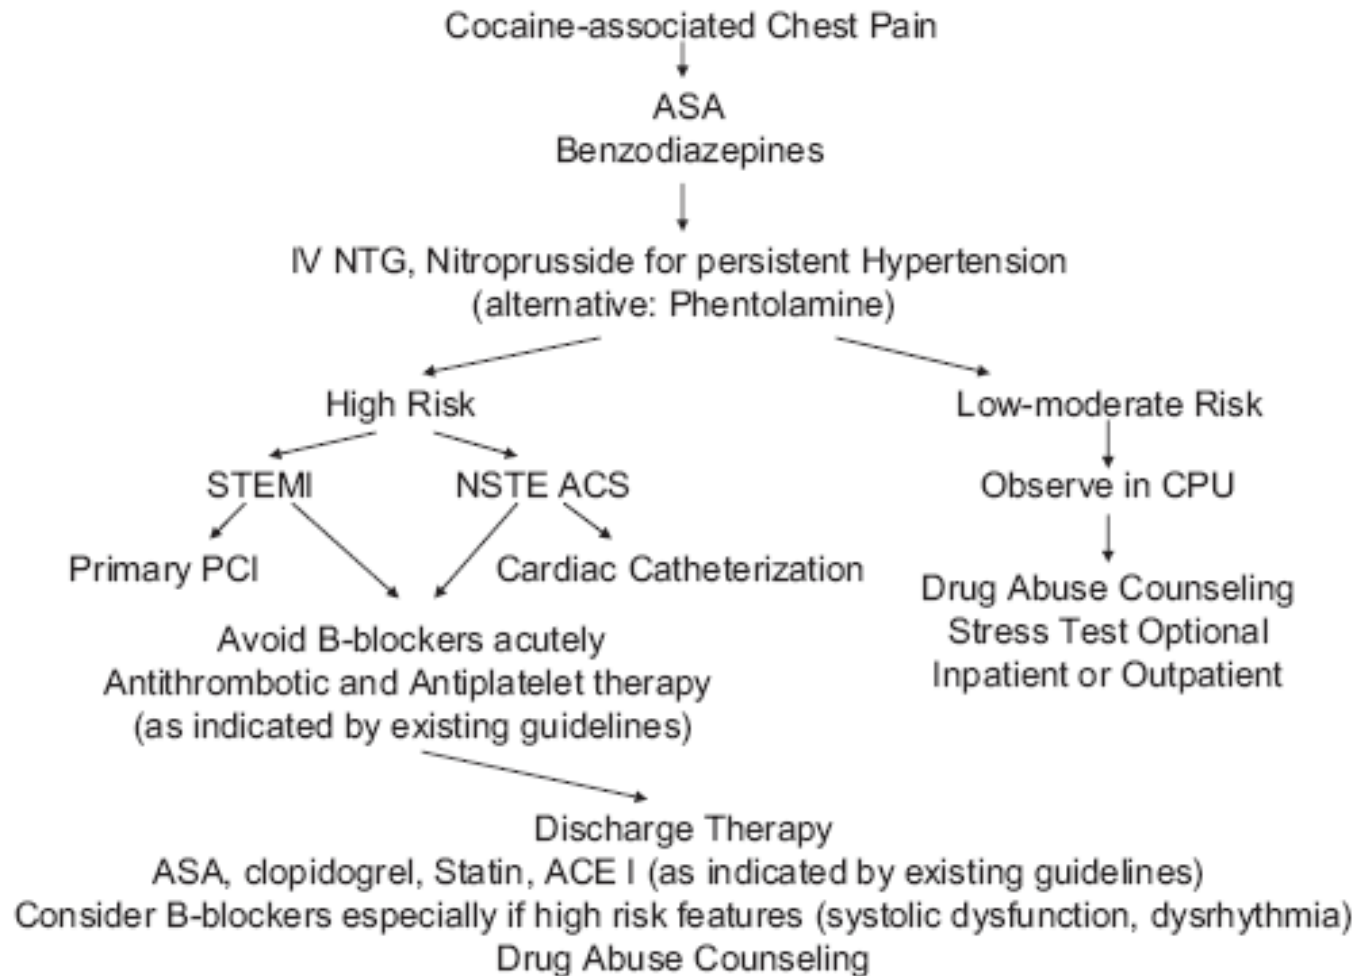 Cocaine-associated Chest Pain
ASA
Benzodiazepines
IV NTG, Nitroprusside for persistent Hypertension
(alternative: Phentolamine)
High Risk
Low-moderate Risk
STEMI
NSTE ACS
Observe in CPU
Primary PCI
Cardiac Catheterization
Drug Abuse Counseling
Stress Test Optional
Inpatient or Outpatient
Avoid B-blockers acutely
Antithrombotic and Antiplatelet therapy
(as indicated by existing guidelines)
Discharge Therapy
ASA, clopidogrel, Statin, ACE I (as indicated by existing guidelines)
Consider B-blockers especially if high risk features (systolic dysfunction, dysrhythmia)
Drug Abuse Counseling